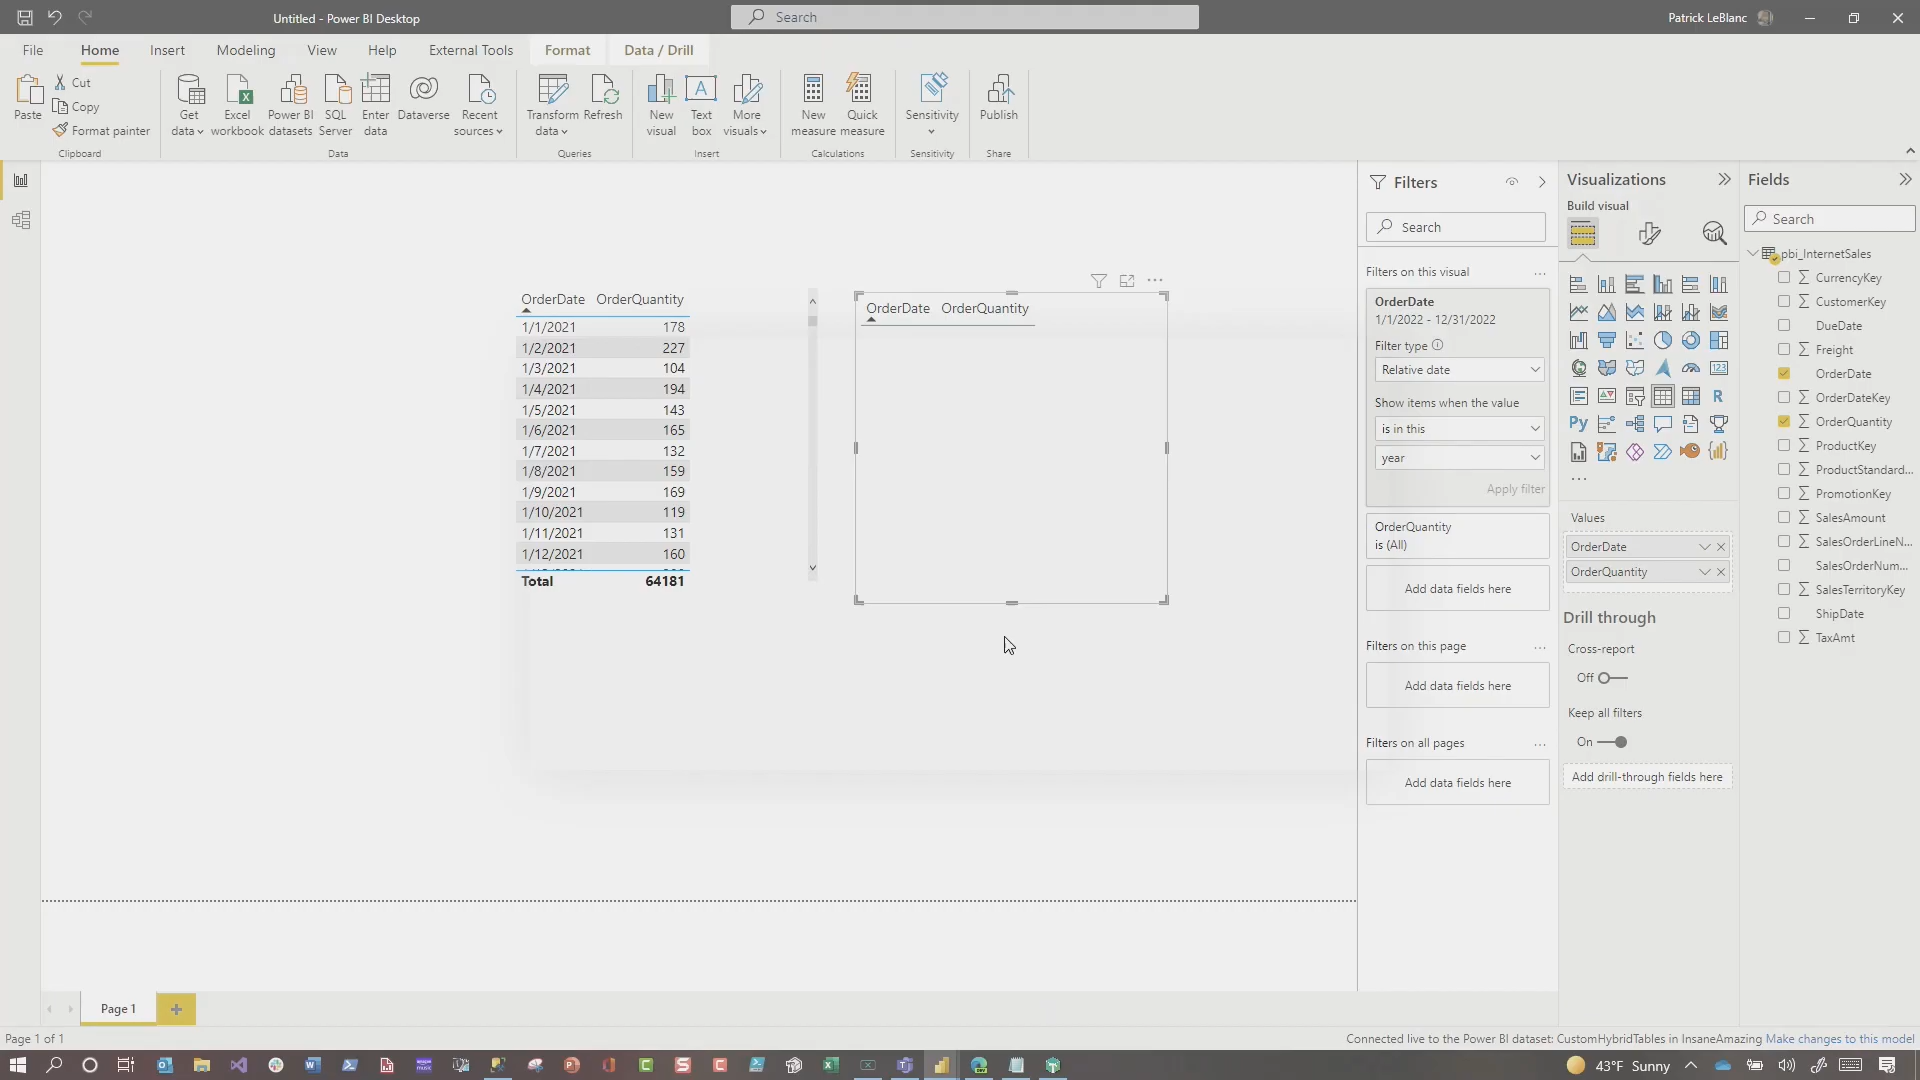 Untitled - Power BI Desktop
Search
Patrick LeBlanc
File
Home
Insert
Modeling
View
Help
External Tools
Format
Data / Drill
Paste
Cut
Copy
Format painter
Clipboard
Get data
Excel workbook
Power BI datasets
SQL Server
Enter data
Dataverse
Recent sources
Data
Transform data
Refresh
Queries
New visual
A
Text box
More visuals
Insert
New measure
Quick measure
Calculations
Sensitivity
Sensitivity
Publish
Share
OrderDate OrderQuantity
1/1/2021 178
1/2/2021 227
1/3/2021 104
1/4/2021 194
1/5/2021 143
1/6/2021 165
1/7/2021 132
1/8/2021 159
1/9/2021 169
1/10/2021 119
1/11/2021 131
1/12/2021 160
Total 64181
OrderDate OrderQuantity
Filters
Search
Filters on this visual
OrderDate
1/1/2022 - 12/31/2022
Filter type
Relative date
Show items when the value
is in this
year
Apply filter
OrderQuantity
is (All)
Add data fields here
Filters on this page
Add data fields here
Filters on all pages
Add data fields here
Visualizations
Build visual
123
R
Py
Values
OrderDate
OrderQuantity
Drill through
Cross-report
Off
Keep all filters
On
Add drill-through fields here
Fields
Search
pbi_InternetSales
CurrencyKey
CustomerKey
DueDate
Freight
OrderDate
OrderDateKey
OrderQuantity
ProductKey
ProductStandard...
PromotionKey
SalesAmount
SalesOrderLineN...
SalesOrderNum...
SalesTerritoryKey
ShipDate
TaxAmt
Page 1
Page 1 of 1
Connected live to the Power BI dataset: CustomHybridTables in InsaneAmazing Make changes to this model
43°F Sunny